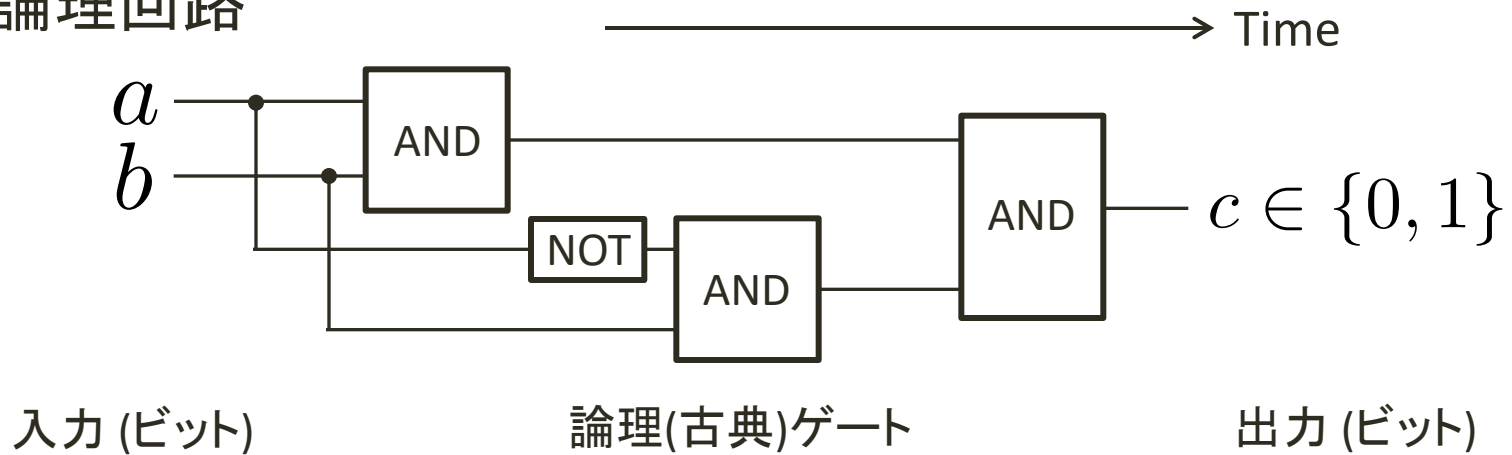 論理回路
Time
a
b
AND
NOT
AND
AND
c ∈ {0, 1}
入力 (ビット)
論理(古典)ゲート
出力 (ビット)